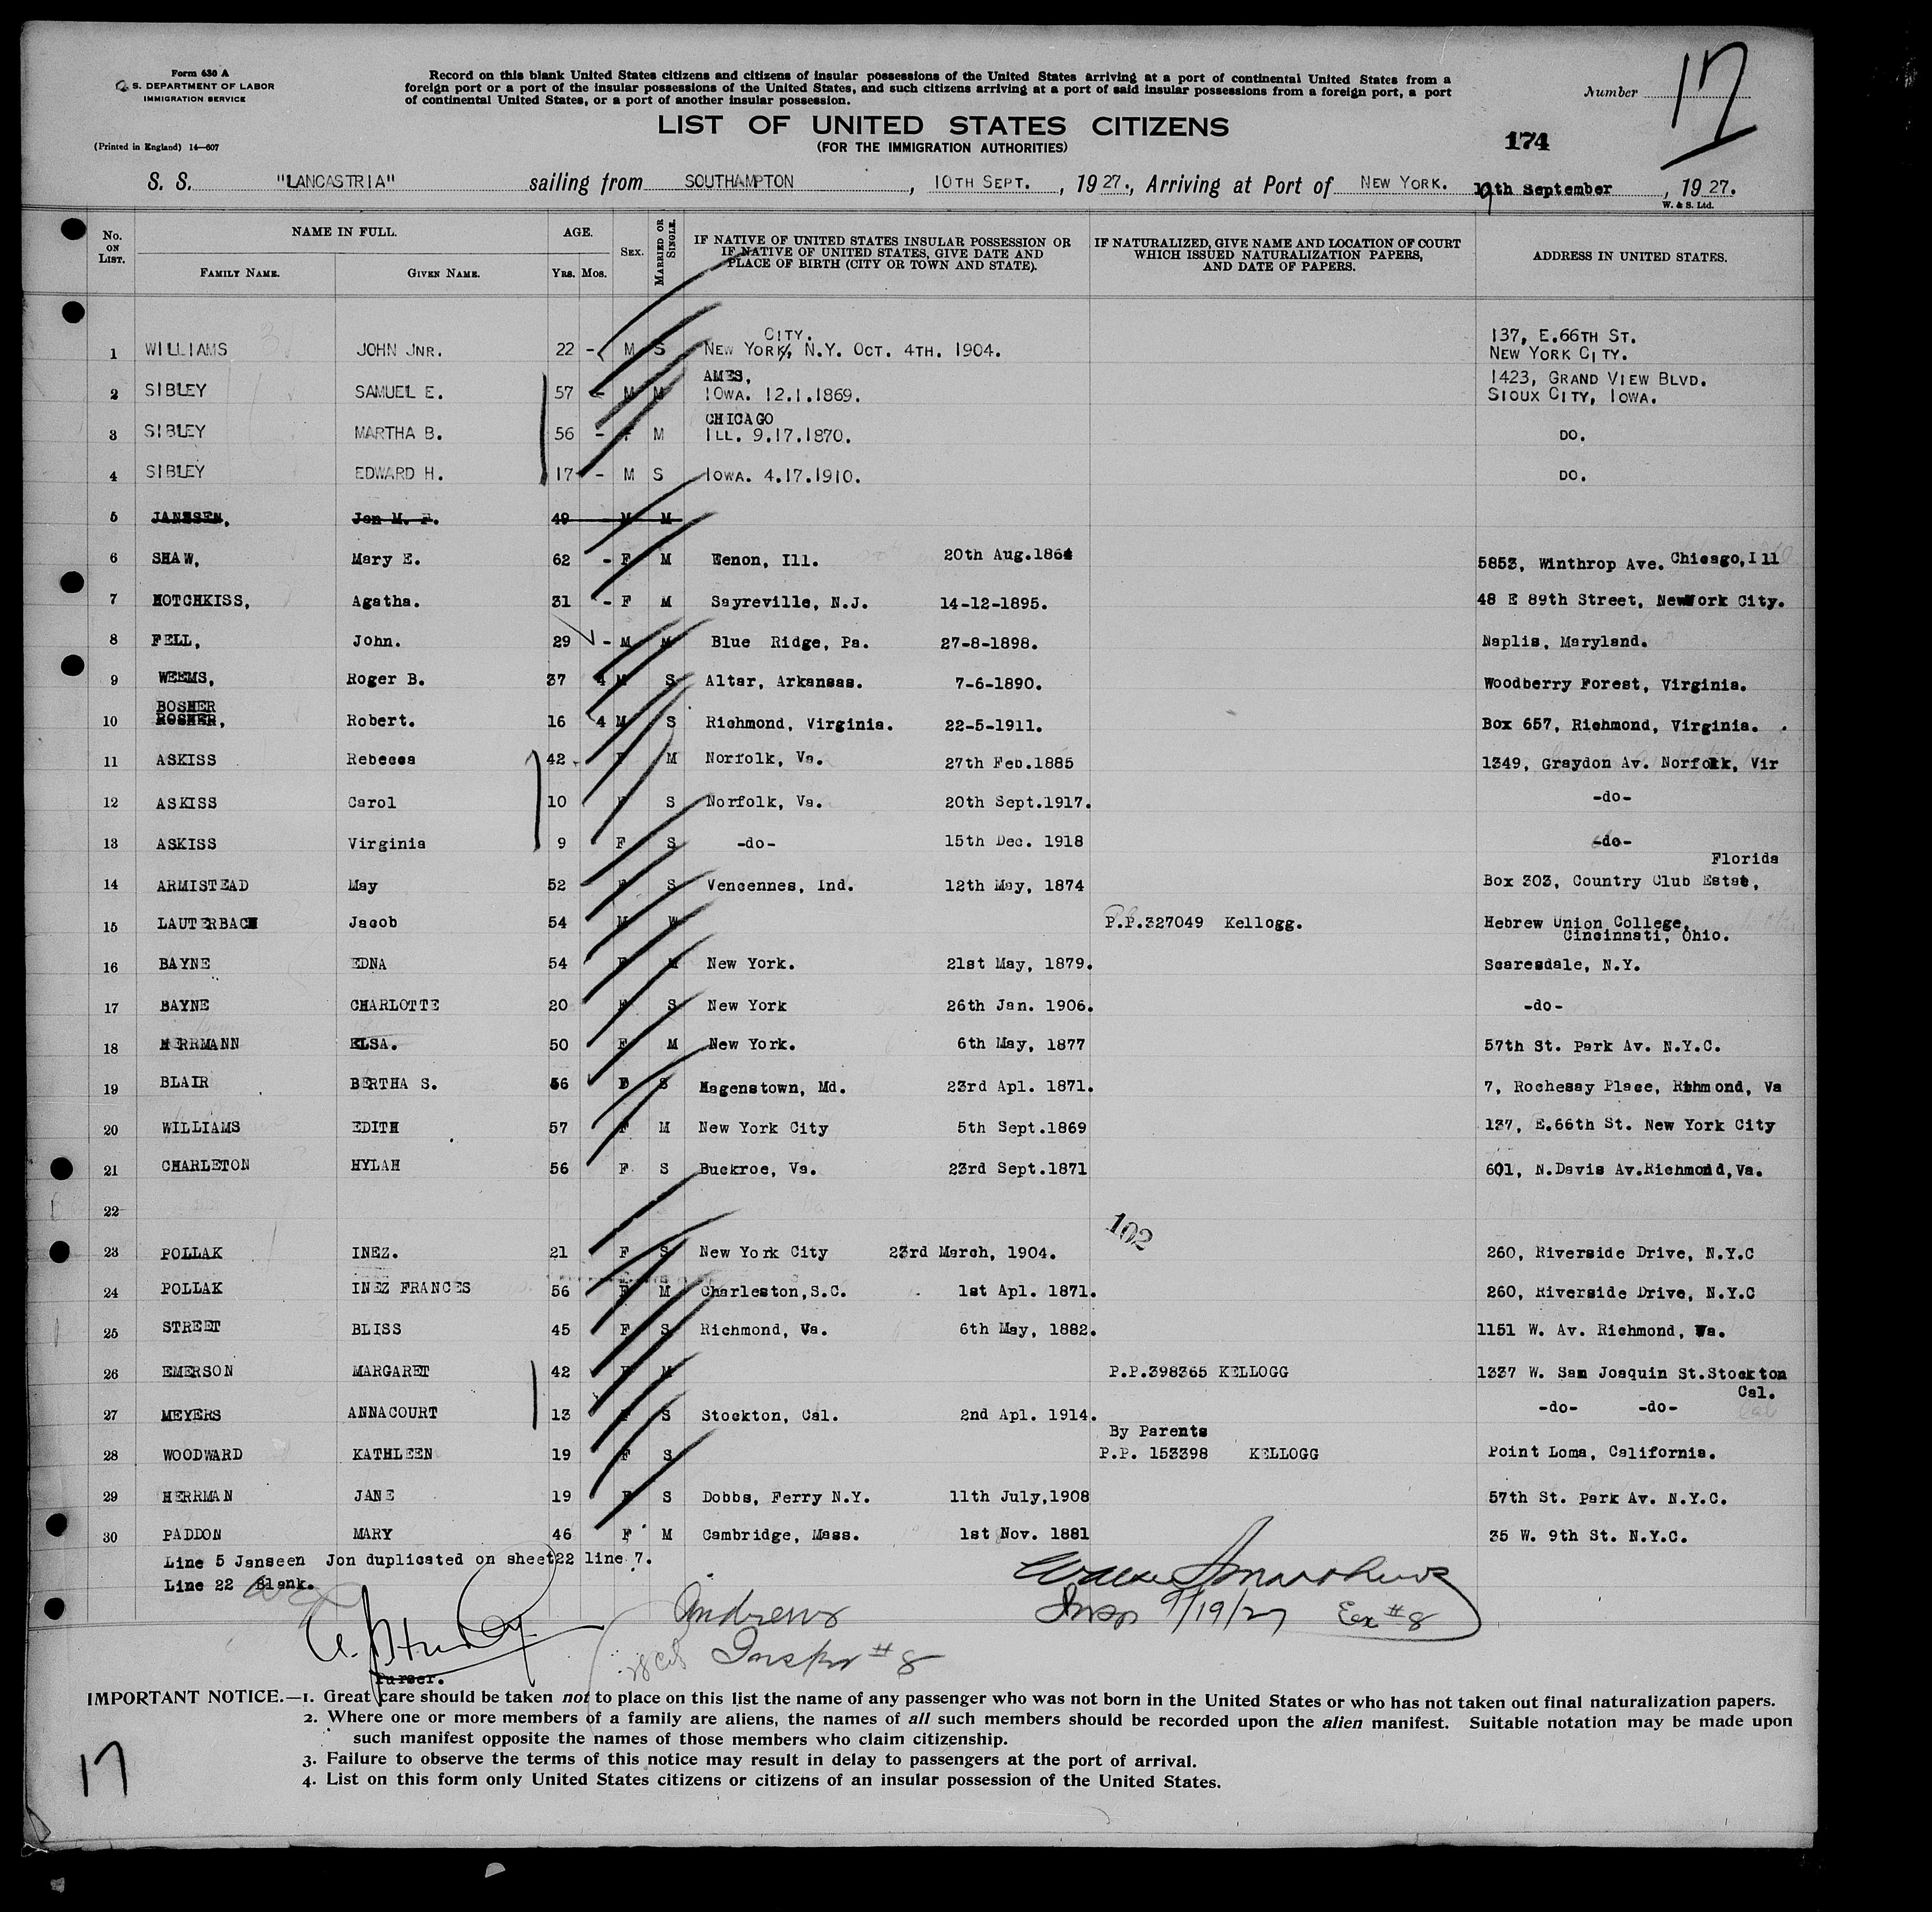 Form 630 A
U. S. DEPARTMENT OF LABOR
IMMIGRATION SERVICE
(Printed in England) 14—607
Record on this blank United States citizens and citizens of insular possessions of the United States arriving at a port of continental United States from a
foreign port or a port of the insular possessions of the United States, and such citizens arriving at a port of said insular possessions from a foreign port, a port
of continental United States, or a port of another insular possession.
LIST OF UNITED STATES CITIZENS
(FOR THE IMMIGRATION AUTHORITIES)
Number 17
174
S. S. "LANCASTRIA" sailing from SOUTHAMPTON, 10TH SEPT., 1927., Arriving at Port of NEW YORK. 19th September, 1927.
W. & S. Ltd.
No. ON LIST. NAME IN FULL. FAMILY NAME. GIVEN NAME. AGE. YRS. MOS. SEX. MARRIED OR SINGLE. IF NATIVE OF UNITED STATES INSULAR POSSESSION OR IF NATIVE OF UNITED STATES, GIVE DATE AND PLACE OF BIRTH (CITY OR TOWN AND STATE). IF NATURALIZED, GIVE NAME AND LOCATION OF COURT WHICH ISSUED NATURALIZATION PAPERS, AND DATE OF PAPERS. ADDRESS IN UNITED STATES.
1 WILLIAMS JOHN JNR. 22 - M S NEW YORK CITY, N.Y. OCT. 4TH. 1904. 137, E.66TH ST. NEW YORK CITY.
2 SIBLEY SAMUEL E. 57 - M M AMES, IOWA. 12.1.1869. 1423, GRAND VIEW BLVD. SIOUX CITY, IOWA.
3 SIBLEY MARTHA B. 56 - F M CHICAGO ILL. 9.17.1870. DO.
4 SIBLEY EDWARD H. 17 - M S IOWA. 4.17.1910. DO.
5 JANSSEN, Jon M. F. 49 M M
6 SHAW, Mary E. 62 - F M Eenon, Ill. 20th Aug.1864 5853, Winthrop Ave. Chicago,Ill
7 HOTCHKISS, Agatha. 31 - F M Sayreville, N.J. 14-12-1895. 48 E 89th Street, New York City.
8 FELL, John. 29 - M M Blue Ridge, Pa. 27-8-1898. Naplis, Maryland.
9 WEEMS, Roger B. 37 4 M S Altar, Arkansas. 7-6-1890. Woodberry Forest, Virginia.
BOSHER
10 ROSHER, Robert. 16 4 M S Richmond, Virginia. 22-5-1911. Box 657, Richmond, Virginia.
11 ASKISS Rebecca 42 F M Norfolk, Va. 27th Feb.1885 1349, Graydon Av. Norfolk, Vir
12 ASKISS Carol 10 F S Norfolk, Va. 20th Sept.1917. -do-
13 ASKISS Virginia 9 F S -do- 15th Dec. 1918 -do-
14 ARMISTEAD May 52 F S Vencennes, Ind. 12th May, 1874 Box 303, Country Club Estat, Florida
15 LAUTERBACH Jacob 54 M W P.P.327049 Kellogg. Hebrew Union College, Cincinnati, Ohio.
16 BAYNE EDNA 54 F M New York. 21st May, 1879. Scaresdale, N.Y.
17 BAYNE CHARLOTTE 20 F S New York 26th Jan. 1906. -do-
18 HERRMANN ELSA. 50 F M New York. 6th May, 1877 57th St. Park Av. N.Y.C.
19 BLAIR BERTHA S. 56 F S Hagenstown, Md. 23rd Apl. 1871. 7, Rochesay Place, Rihmond, Va
20 WILLIAMS EDITH 57 F M New York City 5th Sept.1869 137, E.66th St. New York City
21 CHARLETON HYLAH 56 F S Buckroe, Va. 23rd Sept.1871 601, N.Davis Av.Richmond,Va.
22
102
23 POLLAK INEZ. 21 F S New York City 23rd March, 1904. 260, Riverside Drive, N.Y.C
24 POLLAK INEZ FRANCES 56 F M Charleston,S.C. 1st Apl. 1871. 260, Riverside Drive, N.Y.C
25 STREET BLISS 45 F S Richmond, Va. 6th May, 1882. 1151 W. Av. Richmond, Va.
26 EMERSON MARGARET 42 F M P.P.398365 KELLOGG 1337 W. San Joaquin St.Stockton Cal.
27 MEYERS ANNACOURT 13 F S Stockton, Cal. 2nd Apl. 1914. -do- -do-
28 WOODWARD KATHLEEN 19 F S By Parents P.P. 153398 KELLOGG Point Loma, California.
29 HERRMAN JANE 19 F S Dobbs, Ferry N.Y. 11th July,1908 57th St. Park Av. N.Y.C.
30 PADDON MARY 46 F M Cambridge, Mass. 1st Nov. 1881 35 W. 9th St. N.Y.C.
Line 5 Janseen Jon duplicated on sheet22 line 7.
Line 22 Blank.
Insp 9/19/27 Ex #8
Andrews
Inspr #8
Purser.
IMPORTANT NOTICE.—1. Great care should be taken not to place on this list the name of any passenger who was not born in the United States or who has not taken out final naturalization papers.
2. Where one or more members of a family are aliens, the names of all such members should be recorded upon the alien manifest. Suitable notation may be made upon
such manifest opposite the names of those members who claim citizenship.
3. Failure to observe the terms of this notice may result in delay to passengers at the port of arrival.
4. List on this form only United States citizens or citizens of an insular possession of the United States.
17